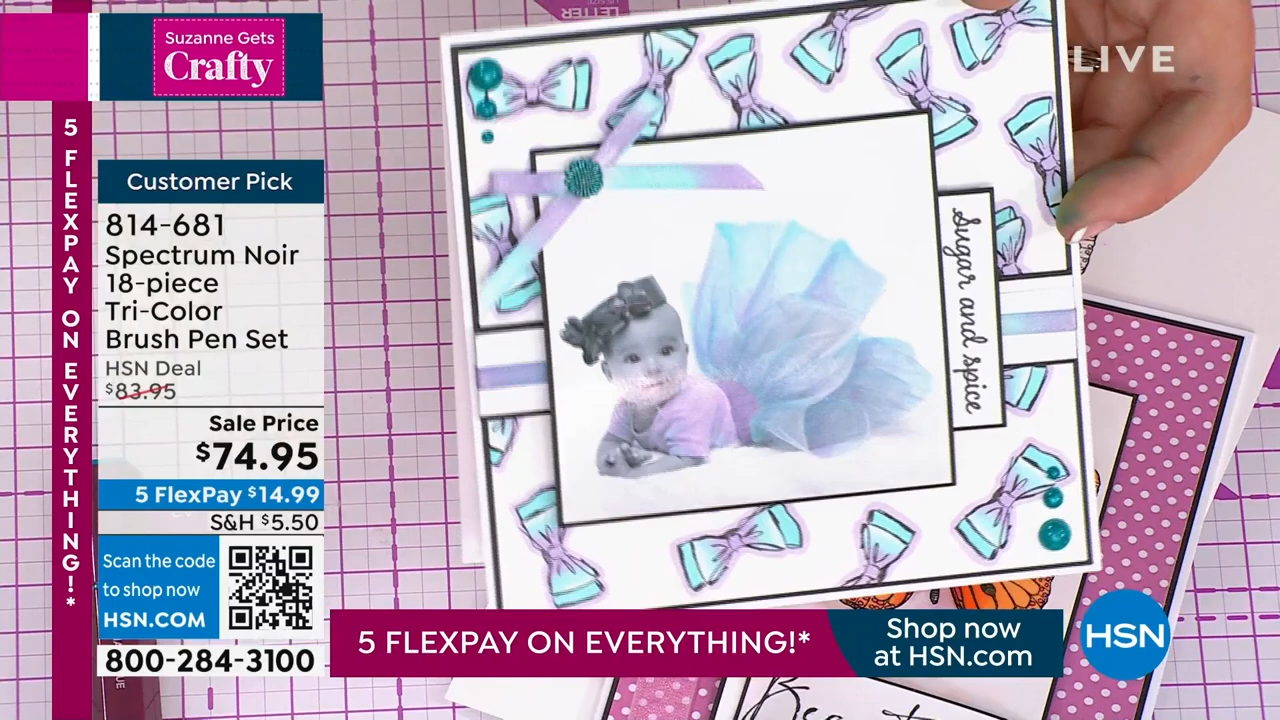 LETTER
Suzanne Gets
Crafty
LIVE
5 FLEXPAY ON EVERYTHING!*
Customer Pick
814-681
Spectrum Noir
18-piece
Tri-Color
Brush Pen Set
HSN Deal
$83.95
Sale Price
$74.95
5 FlexPay $14.99
S&H $5.50
Scan the code
to shop now
HSN.COM
800-284-3100
Sugar and spice
5 FLEXPAY ON EVERYTHING!*
Shop now
at HSN.com
HSN